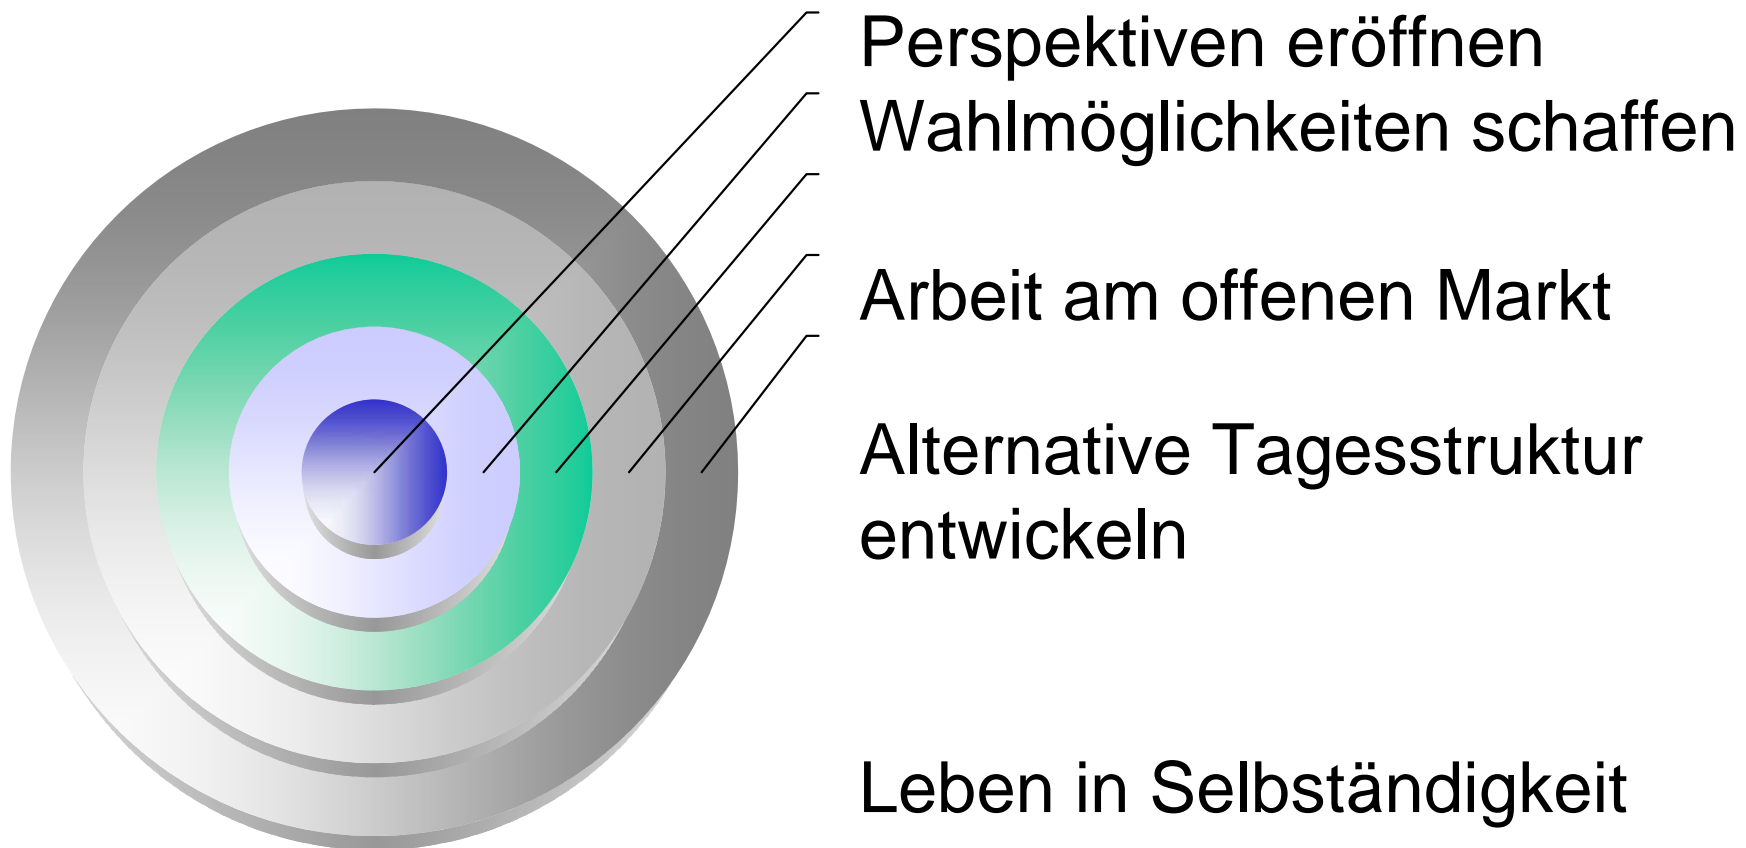 Perspektiven eröffnen
Wahlmöglichkeiten schaffen
Arbeit am offenen Markt
Alternative Tagesstruktur
entwickeln
Leben in Selbständigkeit